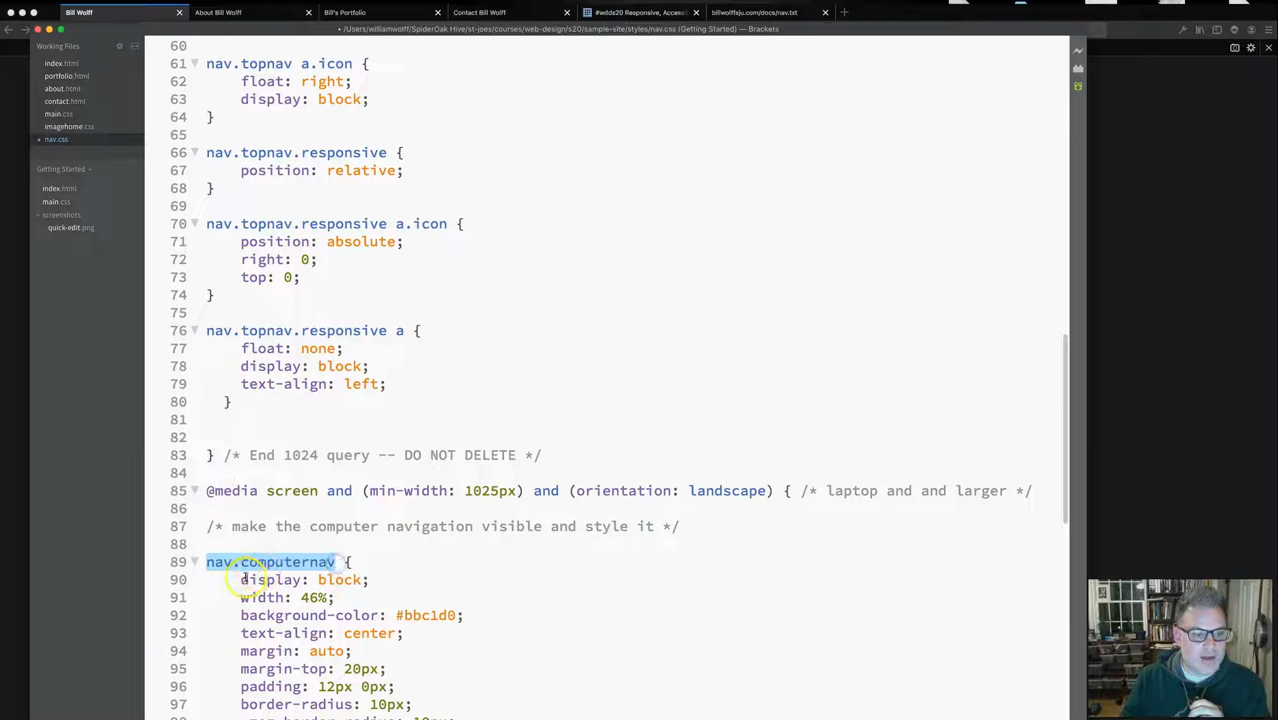 Bill Wolff
About Bill Wolff
Bill's Portfolio
Contact Bill Wolff
#wdds20 Responsive, Access
billwolffsju.com/docs/nav.txt
/Users/williamwolff/SpiderOak Hive/st-joes/courses/web-design/s20/sample-site/styles/nav.css (Getting Started) — Brackets
Working Files
index.html
portfolio.html
about.html
contact.html
main.css
imagehome.css
nav.css
Getting Started
index.html
main.css
screenshots
quick-edit.png
60
61 nav.topnav a.icon {
62 float: right;
63 display: block;
64 }
65
66 nav.topnav.responsive {
67 position: relative;
68 }
69
70 nav.topnav.responsive a.icon {
71 position: absolute;
72 right: 0;
73 top: 0;
74 }
75
76 nav.topnav.responsive a {
77 float: none;
78 display: block;
79 text-align: left;
80 }
81
82
83 } /* End 1024 query -- DO NOT DELETE */
84
85 @media screen and (min-width: 1025px) and (orientation: landscape) { /* laptop and and larger */
86
87 /* make the computer navigation visible and style it */
88
89 nav.computernav {
90 display: block;
91 width: 46%;
92 background-color: #bbc1d0;
93 text-align: center;
94 margin: auto;
95 margin-top: 20px;
96 padding: 12px 0px;
97 border-radius: 10px;